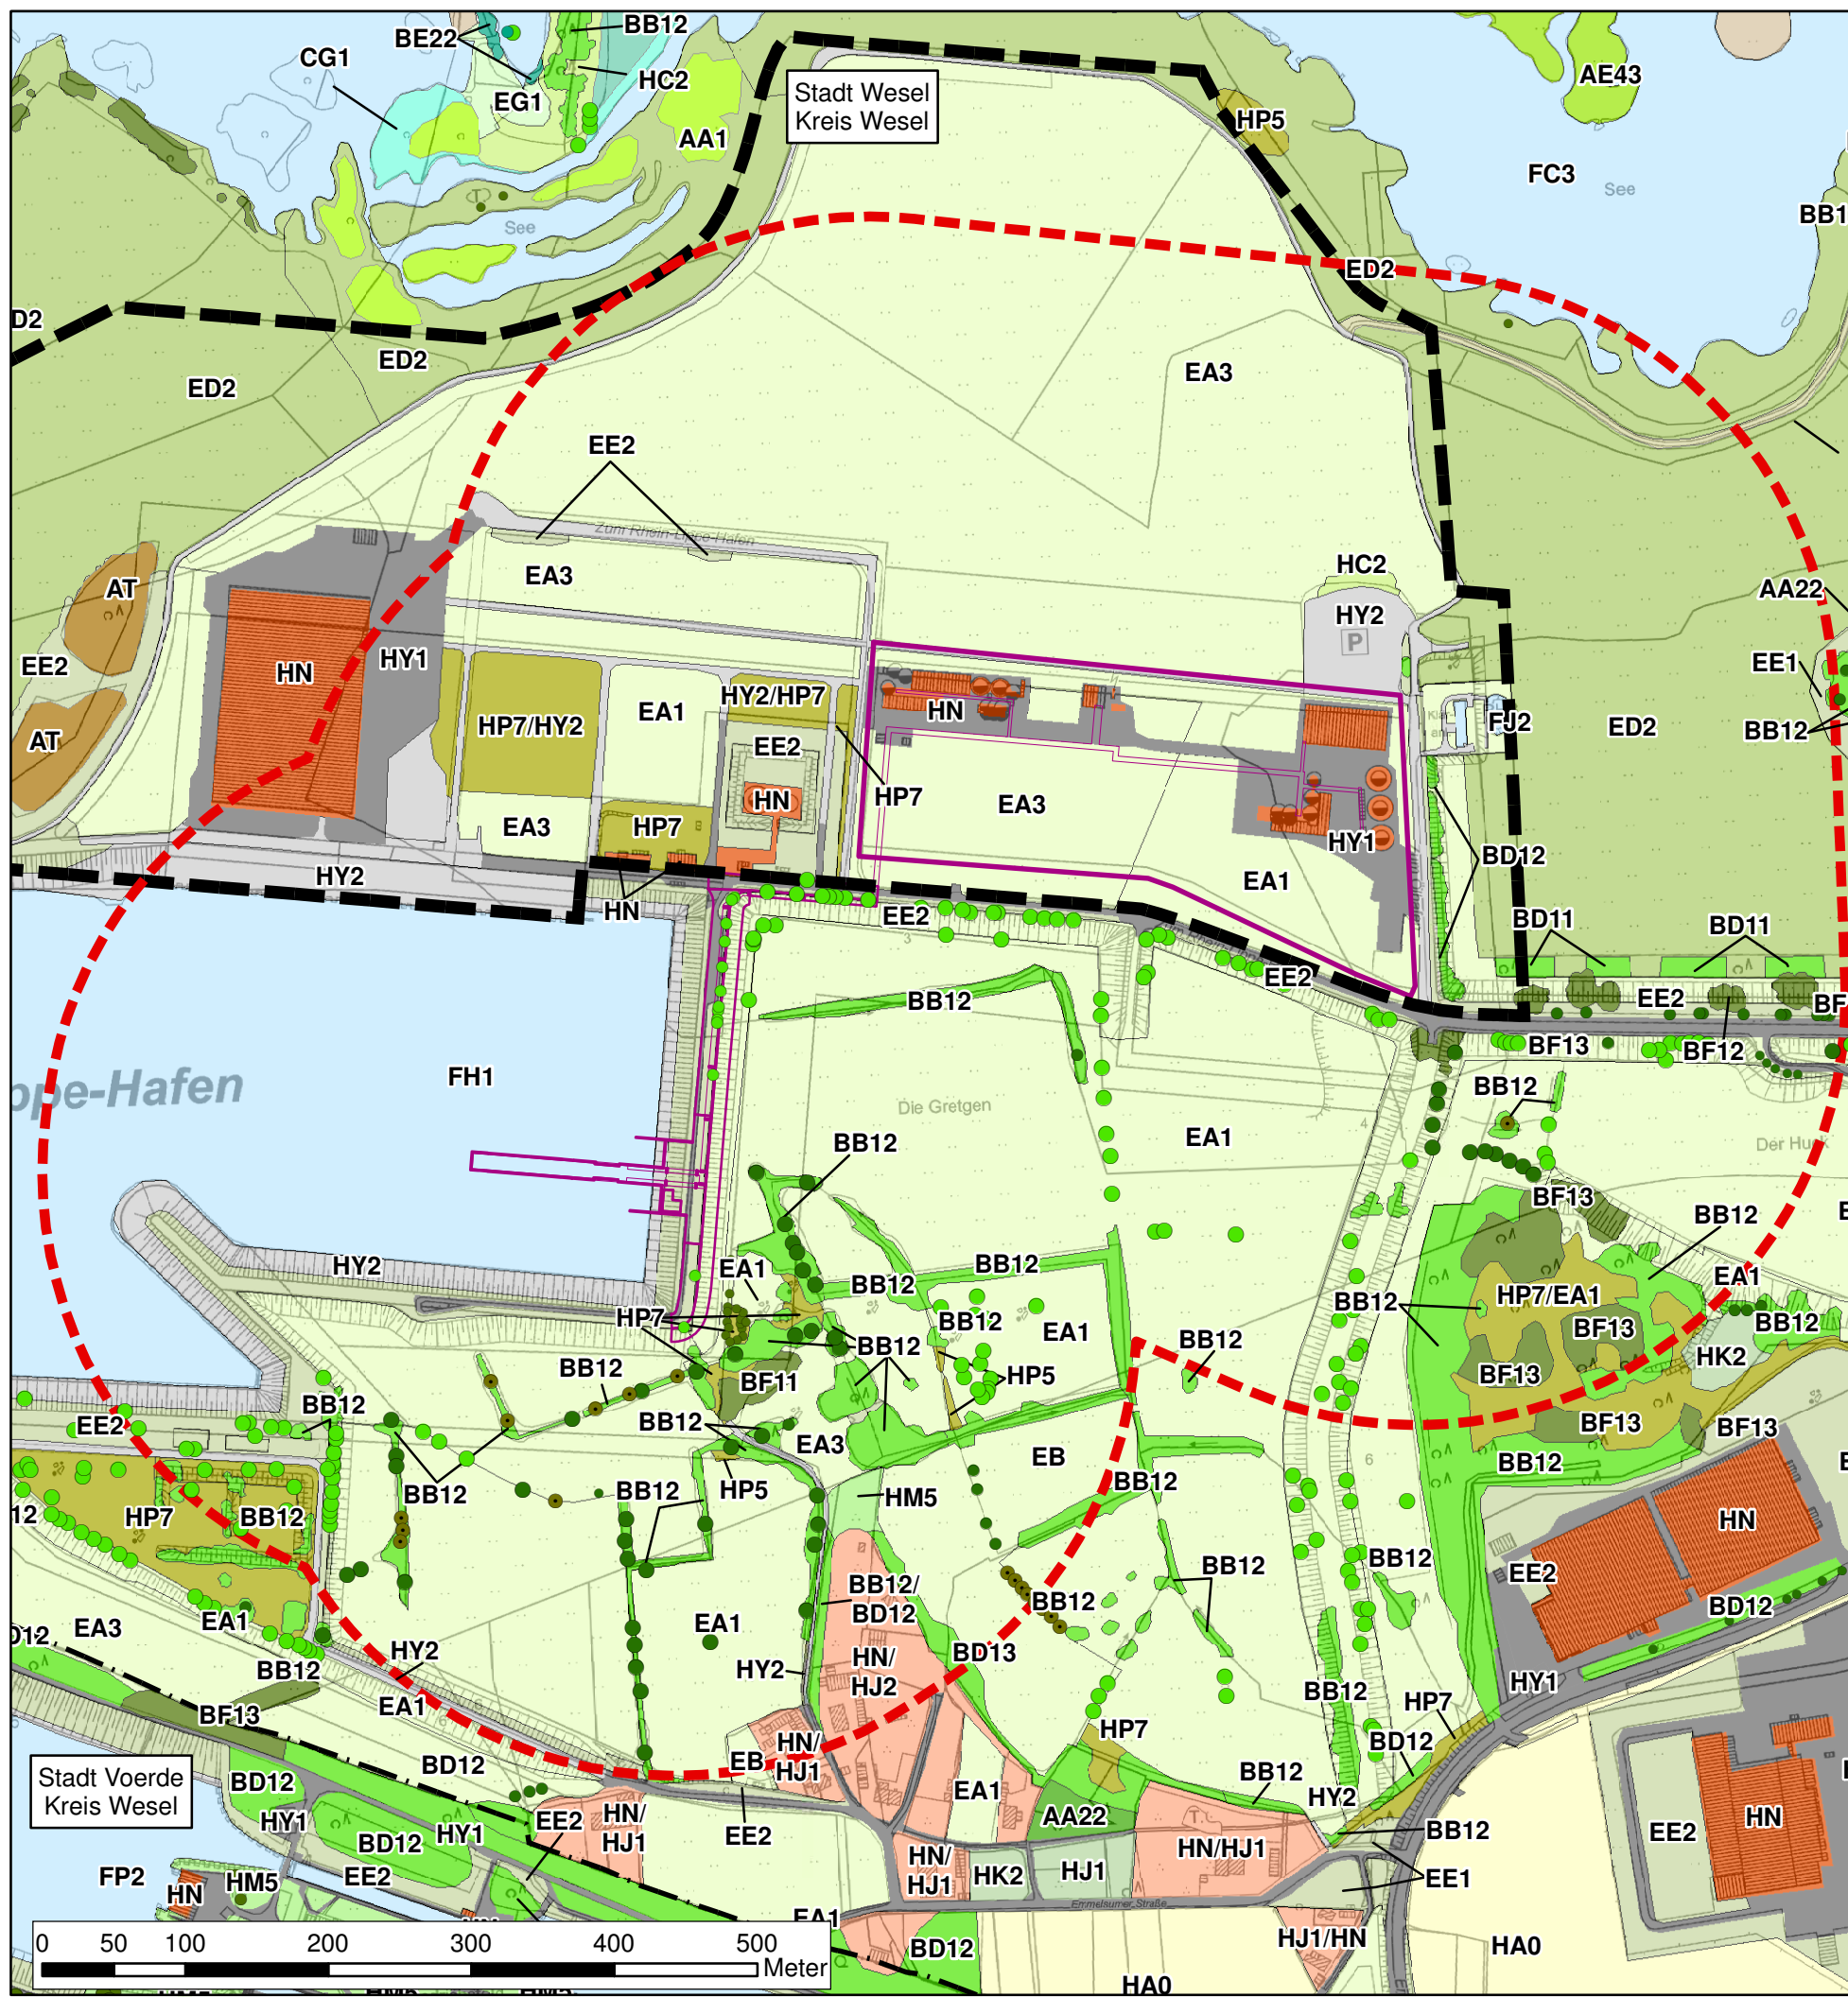 BE22
BB12
CG1
HC2
EG1
AA1
Stadt Wesel
Kreis Wesel
AE43
HP5
FC3
See
BB1
See
ED2
D2
ED2
ED2
EA3
EE2
Zum Rhein-Lippe-Hafen
EA3
HC2
HY2
P
AT
AA22
EE2
HN
HY1
EE1
HP7/HY2
EA1
HY2/HP7
HN
FJ2
ED2
BB12
AT
EE2
HP7
HN
EA3
EA3
HP7
HY1
BD12
HY2
HN
EA1
EE2
BD11
BD11
EE2
EE2
BF
BB12
BF13
BF12
ppe-Hafen
FH1
Die Gretgen
BB12
3
4
EA1
BB12
Der Huck
BF13
BB12
HY2
EA1
BB12
BB12
EA1
HP7/EA1
BB12
HP7
BB12
EA1
BF13
BB12
BB12
BB12
HK2
BB12
BF11
HP5
BF13
BB12
EE2
BB12
EA3
BF13
BF13
EB
BB12
6
BB12
BB12
BB12
HP5
HM5
12
HP7
BB12
HN
BB12
BB12
EE2
BB12/
BD12
BB12
BD12
EA3
EA1
EA1
D12
HY2
BD13
HN/
HJ2
BB12
HY2
HY1
EA1
BB12
HP7
BF13
HP7
BD12
HN/
HJ1
EB
BD12
Stadt Voerde
Kreis Wesel
BD12
BB12
EA1
HY2
HY1
EE2
HN/
HJ1
AA22
BB12
HY1
BD12
EE2
HN/HJ1
HN
EE2
FP2
EE2
HN/
HJ1
HK2
HJ1
EE1
HM5
HN
Emmelsumer Straße
EA1
BD12
HJ1/HN
HA0
HA0
0 50 100 200 300 400 500
Meter